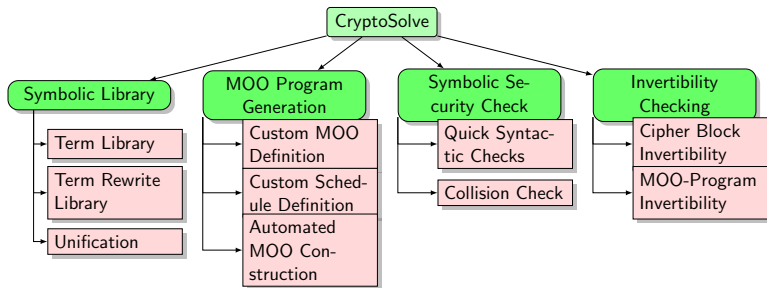 CryptoSolve
Symbolic Library
Term Library
Term Rewrite
Library
Unification
MOO Program
Generation
Custom MOO
Definition
Custom Sched-
ule Definition
Automated
MOO Con-
struction
Symbolic Se-
curity Check
Quick Syntac-
tic Checks
Collision Check
Invertibility
Checking
Cipher Block
Invertibility
MOO-Program
Invertibility